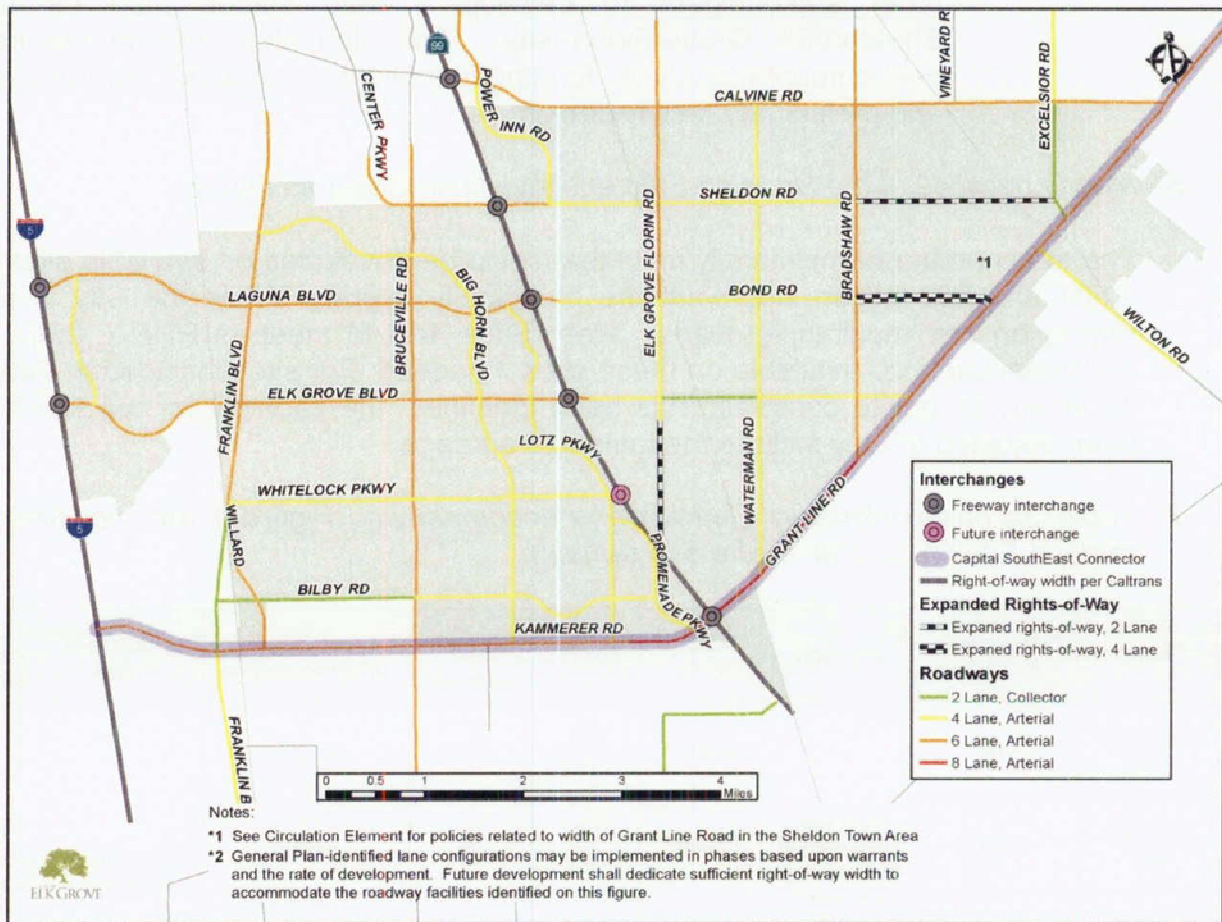 99
VINEYARD R
EXCELSIOR RD
POWER INN RD
CENTER PKWY
CALVINE RD
SHELDON RD
5
ELK GROVE FLORIN RD
BRADSHAW RD
*1
BRUCEVILLE RD
BIG HORN BLVD
LAGUNA BLVD
BOND RD
WILTON RD
FRANKLIN BLVD
ELK GROVE BLVD
LOTZ PKWY
WATERMAN RD
WHITELOCK PKWY
GRANT LINE RD
5
WILLARD
PROMENADE PKWY
BILBY RD
KAMMERER RD
FRANKLIN B
Interchanges
Freeway interchange
Future interchange
Capital SouthEast Connector
Right-of-way width per Caltrans
Expanded Rights-of-Way
Expaned rights-of-way, 2 Lane
Expaned rights-of-way, 4 Lane
Roadways
2 Lane, Collector
4 Lane, Arterial
6 Lane, Arterial
8 Lane, Arterial
0 0.5 1 2 3 4
Miles
Notes:
*1 See Circulation Element for policies related to width of Grant Line Road in the Sheldon Town Area
*2 General Plan-identified lane configurations may be implemented in phases based upon warrants
and the rate of development. Future development shall dedicate sufficient right-of-way width to
accommodate the roadway facilities identified on this figure.
ELK GROVE